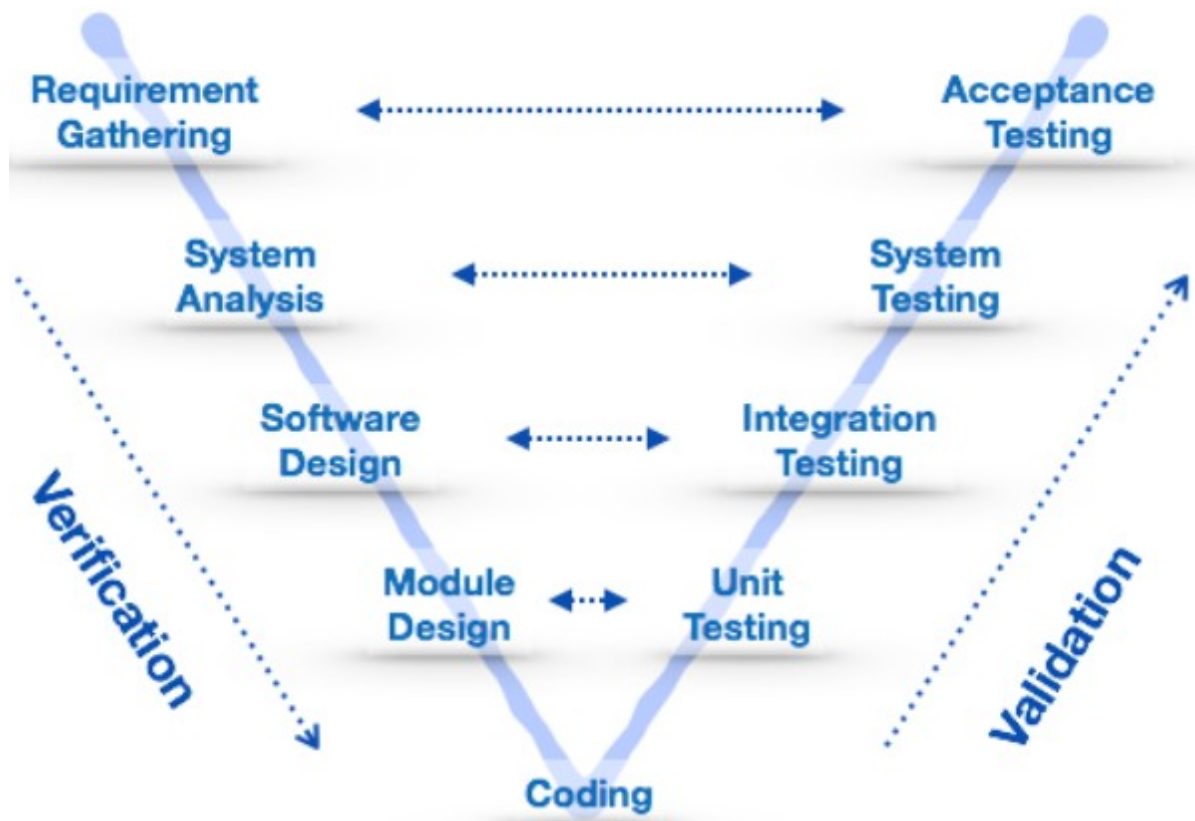 Requirement
Gathering
Acceptance
Testing
System
Analysis
System
Testing
Software
Design
Integration
Testing
Verification
Module
Design
Unit
Testing
Validation
Coding